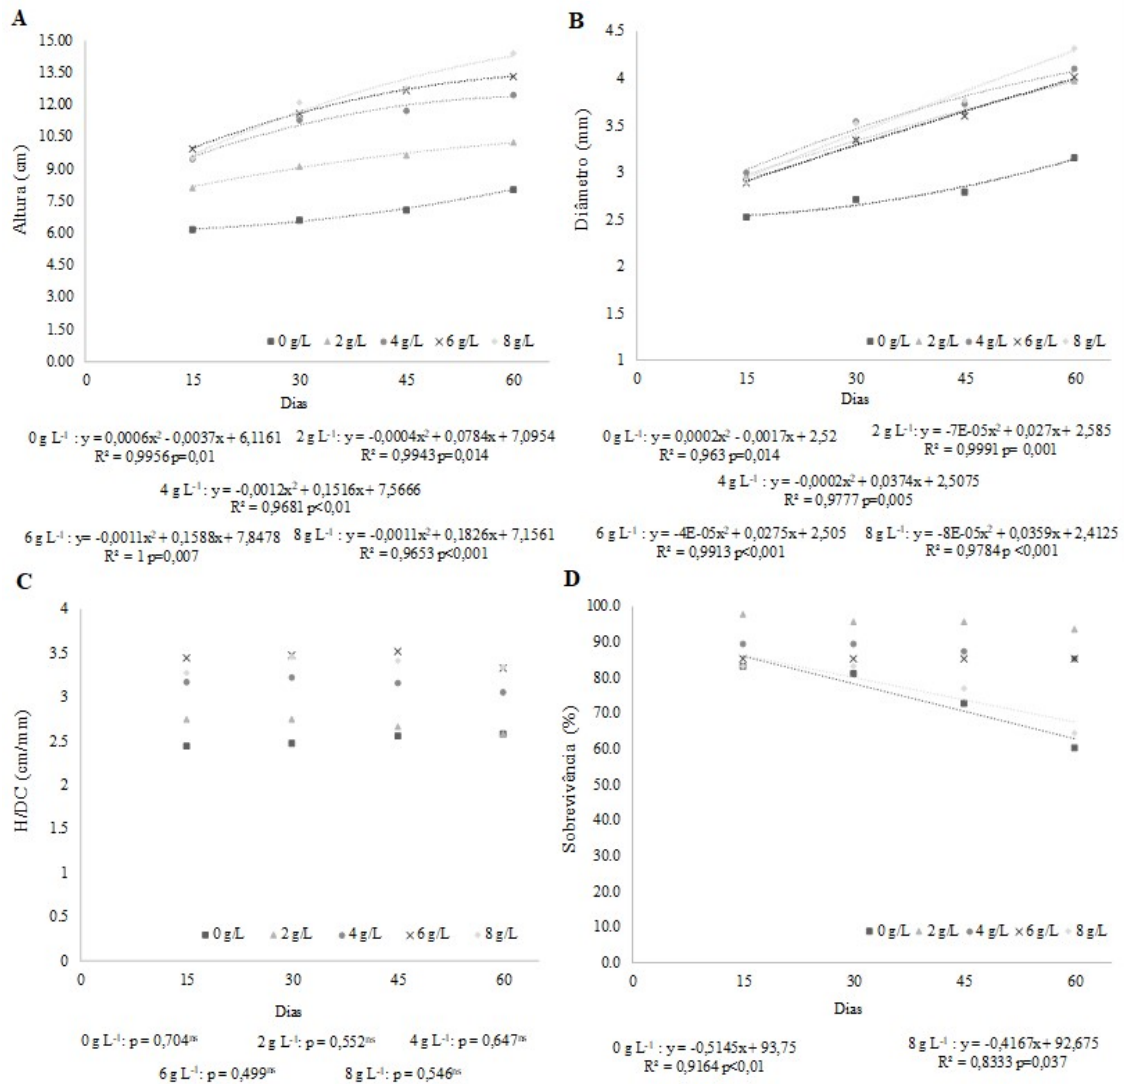 A
15.00
13.50
12.00
10.50
9.00
7.50
6.00
4.50
3.00
1.50
0.00
Altura (cm)
■ 0 g/L ▲ 2 g/L ● 4 g/L × 6 g/L ◆ 8 g/L
0 15 30 45 60
Dias
0 g L⁻¹ : y = 0,0006x² - 0,0037x + 6,1161
R² = 0,9956 p=0,01
2 g L⁻¹: y = -0,0004x² + 0,0784x + 7,0954
R² = 0,9943 p=0,014
4 g L⁻¹ : y = -0,0012x² + 0,1516x + 7,5666
R² = 0,9681 p<0,01
6 g L⁻¹ : y= -0,0011x² + 0,1588x + 7,8478
R² = 1 p=0,007
8 g L⁻¹ : y = -0,0011x² + 0,1826x + 7,1561
R² = 0,9653 p<0,001
B
4.5
4
3.5
3
2.5
2
1.5
1
Diâmetro (mm)
■ 0 g/L ▲ 2 g/L ● 4 g/L × 6 g/L ◆ 8 g/L
0 15 30 45 60
Dias
0 g L⁻¹ : y = 0,0002x² - 0,0017x + 2,52
R² = 0,963 p=0,014
2 g L⁻¹ : y = -7E-05x² + 0,027x + 2,585
R² = 0,9991 p= 0,001
4 g L⁻¹ : y = -0,0002x² + 0,0374x + 2,5075
R² = 0,9777 p=0,005
6 g L⁻¹ : y = -4E-05x² + 0,0275x + 2,505
R² = 0,9913 p<0,001
8 g L⁻¹ : y = -8E-05x² + 0,0359x + 2,4125
R² = 0,9784 p <0,001
C
4
3.5
3
2.5
2
1.5
1
0.5
0
H/DC (cm/mm)
■ 0 g/L ▲ 2 g/L ● 4 g/L × 6 g/L ◆ 8 g/L
0 15 30 45 60
Dias
0 g L⁻¹: p = 0,704ⁿˢ 2 g L⁻¹: p = 0,552ⁿˢ 4 g L⁻¹: p = 0,647ⁿˢ
6 g L⁻¹: p = 0,499ⁿˢ 8 g L⁻¹: p = 0,546ⁿˢ
D
100.0
90.0
80.0
70.0
60.0
50.0
40.0
30.0
20.0
10.0
0.0
Sobrevivência (%)
■ 0 g/L ▲ 2 g/L ● 4 g/L × 6 g/L ◆ 8 g/L
0 15 30 45 60
Dias
0 g L⁻¹ : y = -0,5145x + 93,75
R² = 0,9164 p<0,01
8 g L⁻¹ : y = -0,4167x + 92,675
R² = 0,8333 p=0,037